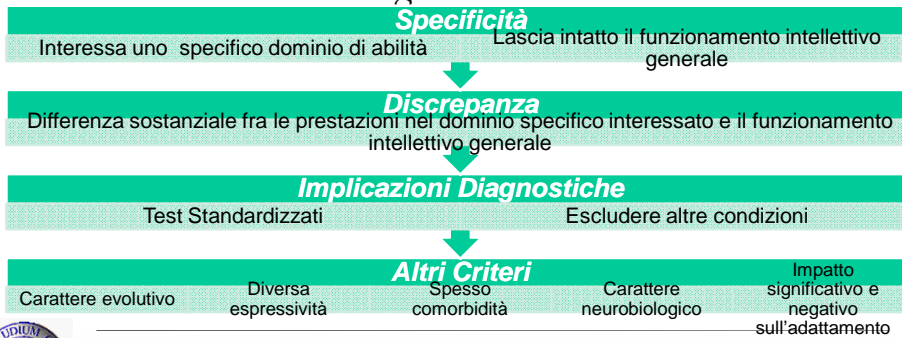 Specificità
Interessa uno specifico dominio di abilità
Lascia intatto il funzionamento intellettivo
generale
Discrepanza
Differenza sostanziale fra le prestazioni nel dominio specifico interessato e il funzionamento
intellettivo generale
Implicazioni Diagnostiche
Test Standardizzati
Escludere altre condizioni
Altri Criteri
Carattere evolutivo
Diversa
espressività
Spesso
comorbidità
Carattere
neurobiologico
Impatto
significativo e
negativo
sull'adattamento